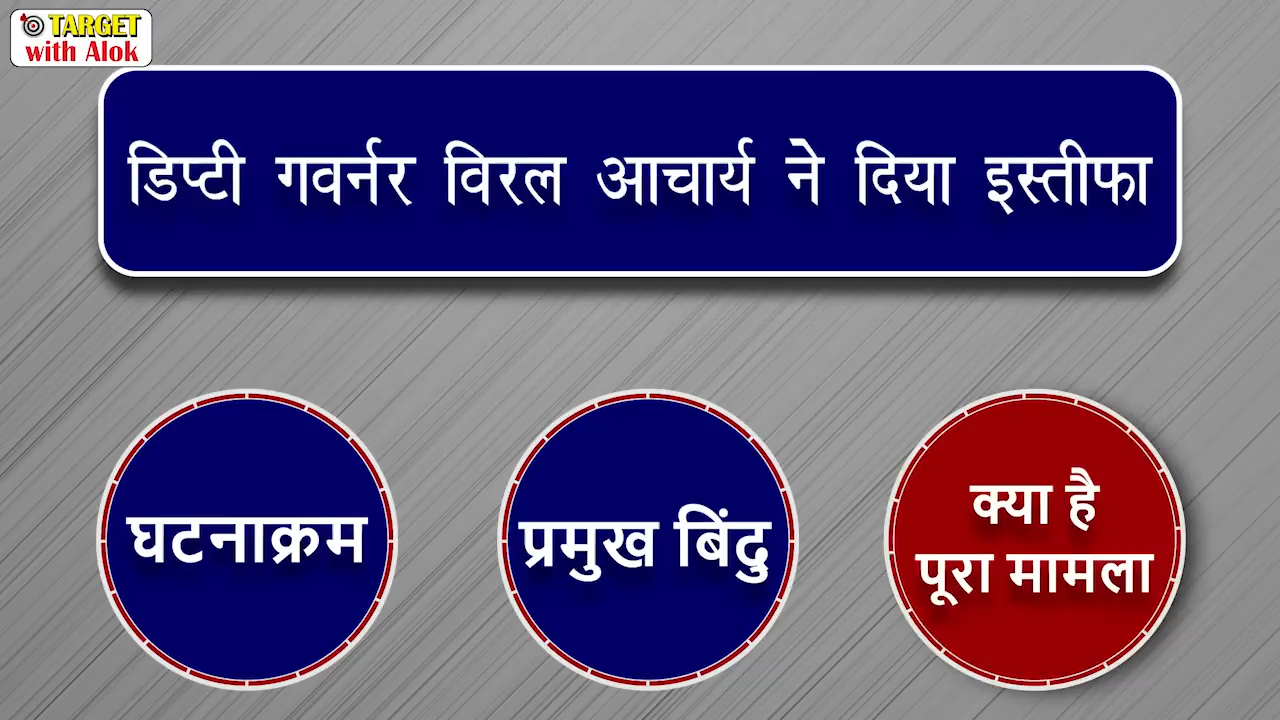 TARGET
with Alok
डिप्टी गवर्नर विरल आचार्य ने दिया इस्तीफा
घटनाक्रम
प्रमुख बिंदु
क्या है
पूरा मामला